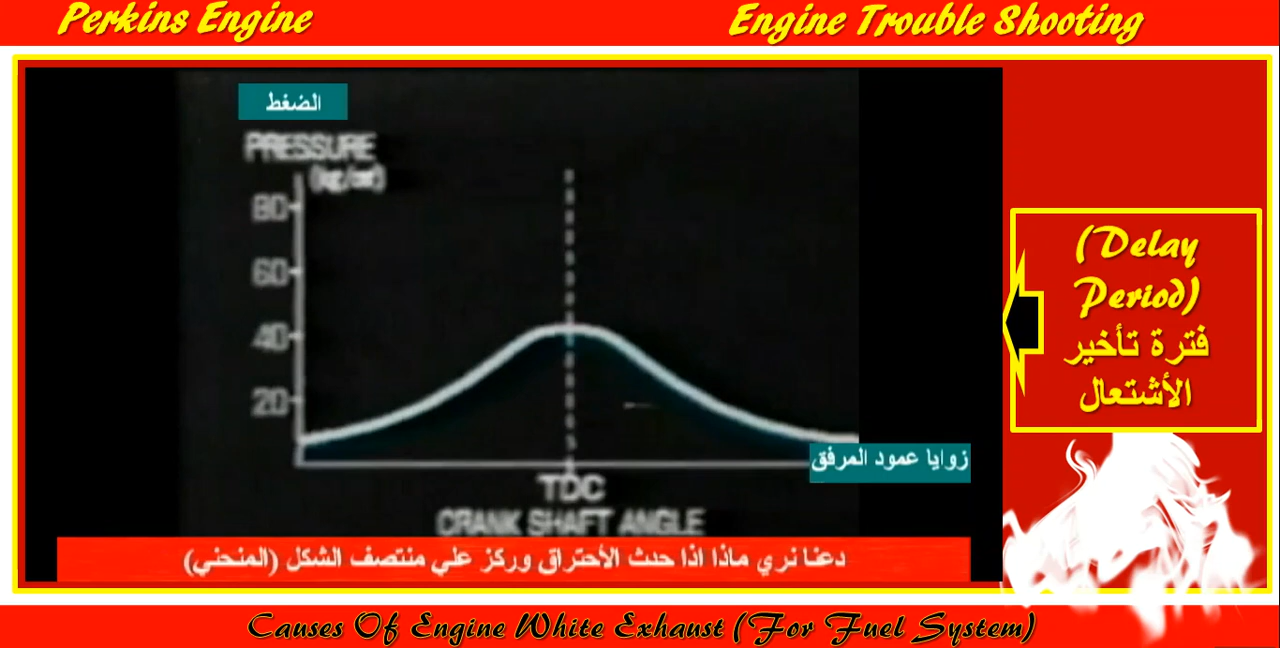 Perkins Engine
Engine Trouble Shooting
الضغط
PRESSURE
80
60
40
20
TDC
CRANK SHAFT ANGLE
زوايا عمود المرفق
(Delay
Period)
فترة تأخير
الأشتعال
دعنا نري ماذا اذا حدث الأحتراق وركز علي منتصف الشكل (المنحني)
Causes Of Engine White Exhaust (For Fuel System)